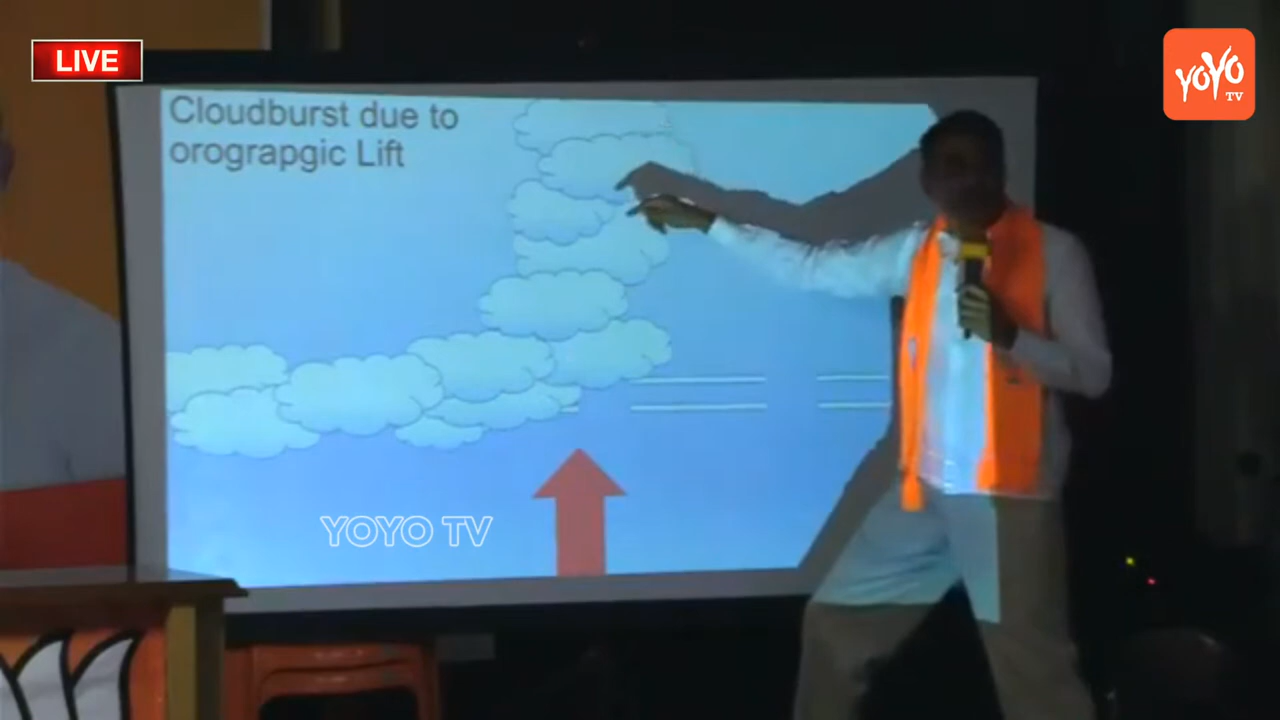 LIVE
YOYO
TV
Cloudburst due to
orograpgic Lift
YOYO TV